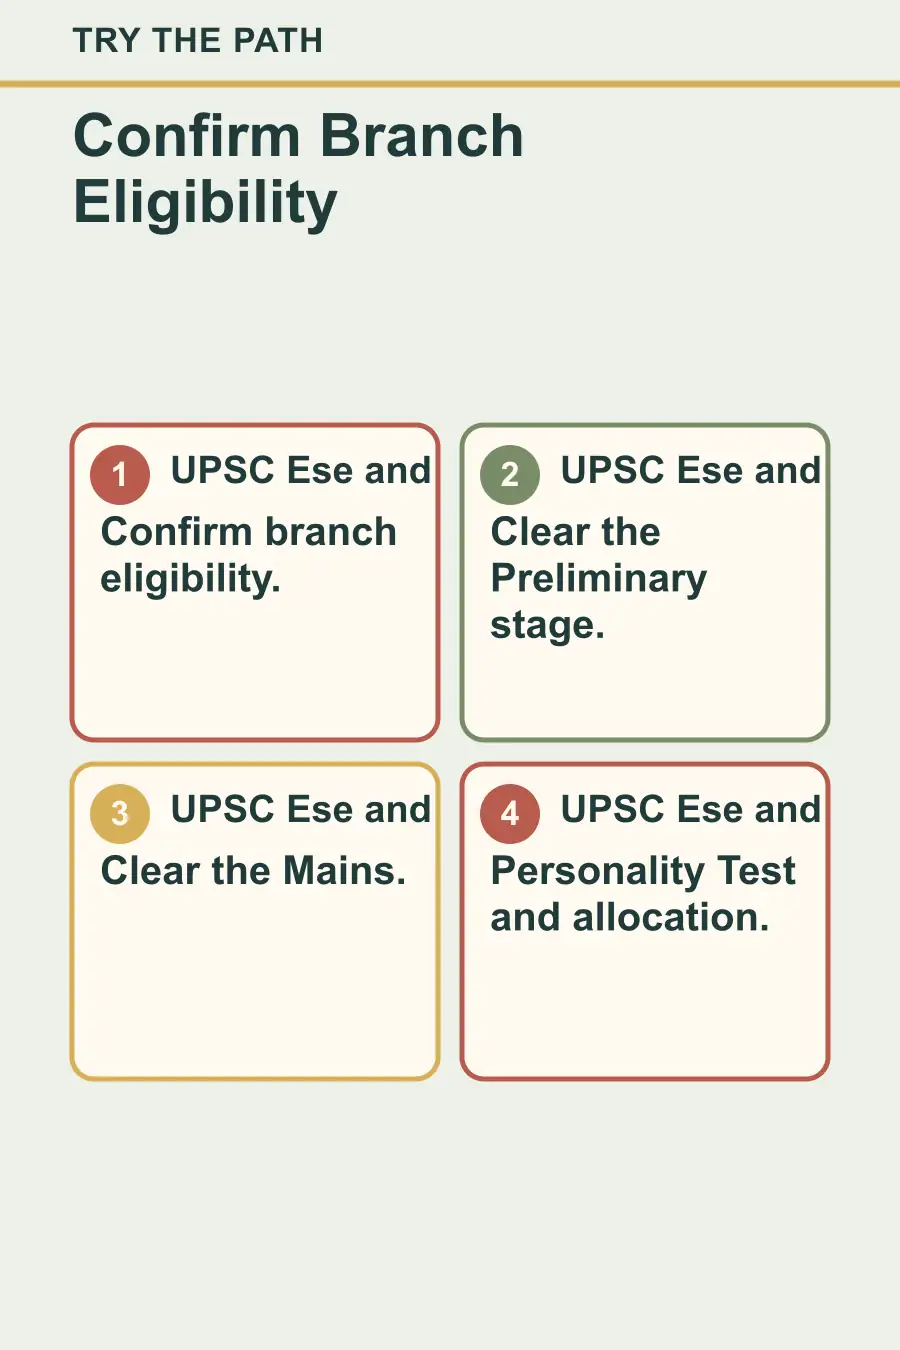 TRY THE PATH
Confirm Branch
Eligibility
1 UPSC Ese and
Confirm branch
eligibility.
2 UPSC Ese and
Clear the
Preliminary
stage.
3 UPSC Ese and
Clear the Mains.
4 UPSC Ese and
Personality Test
and allocation.